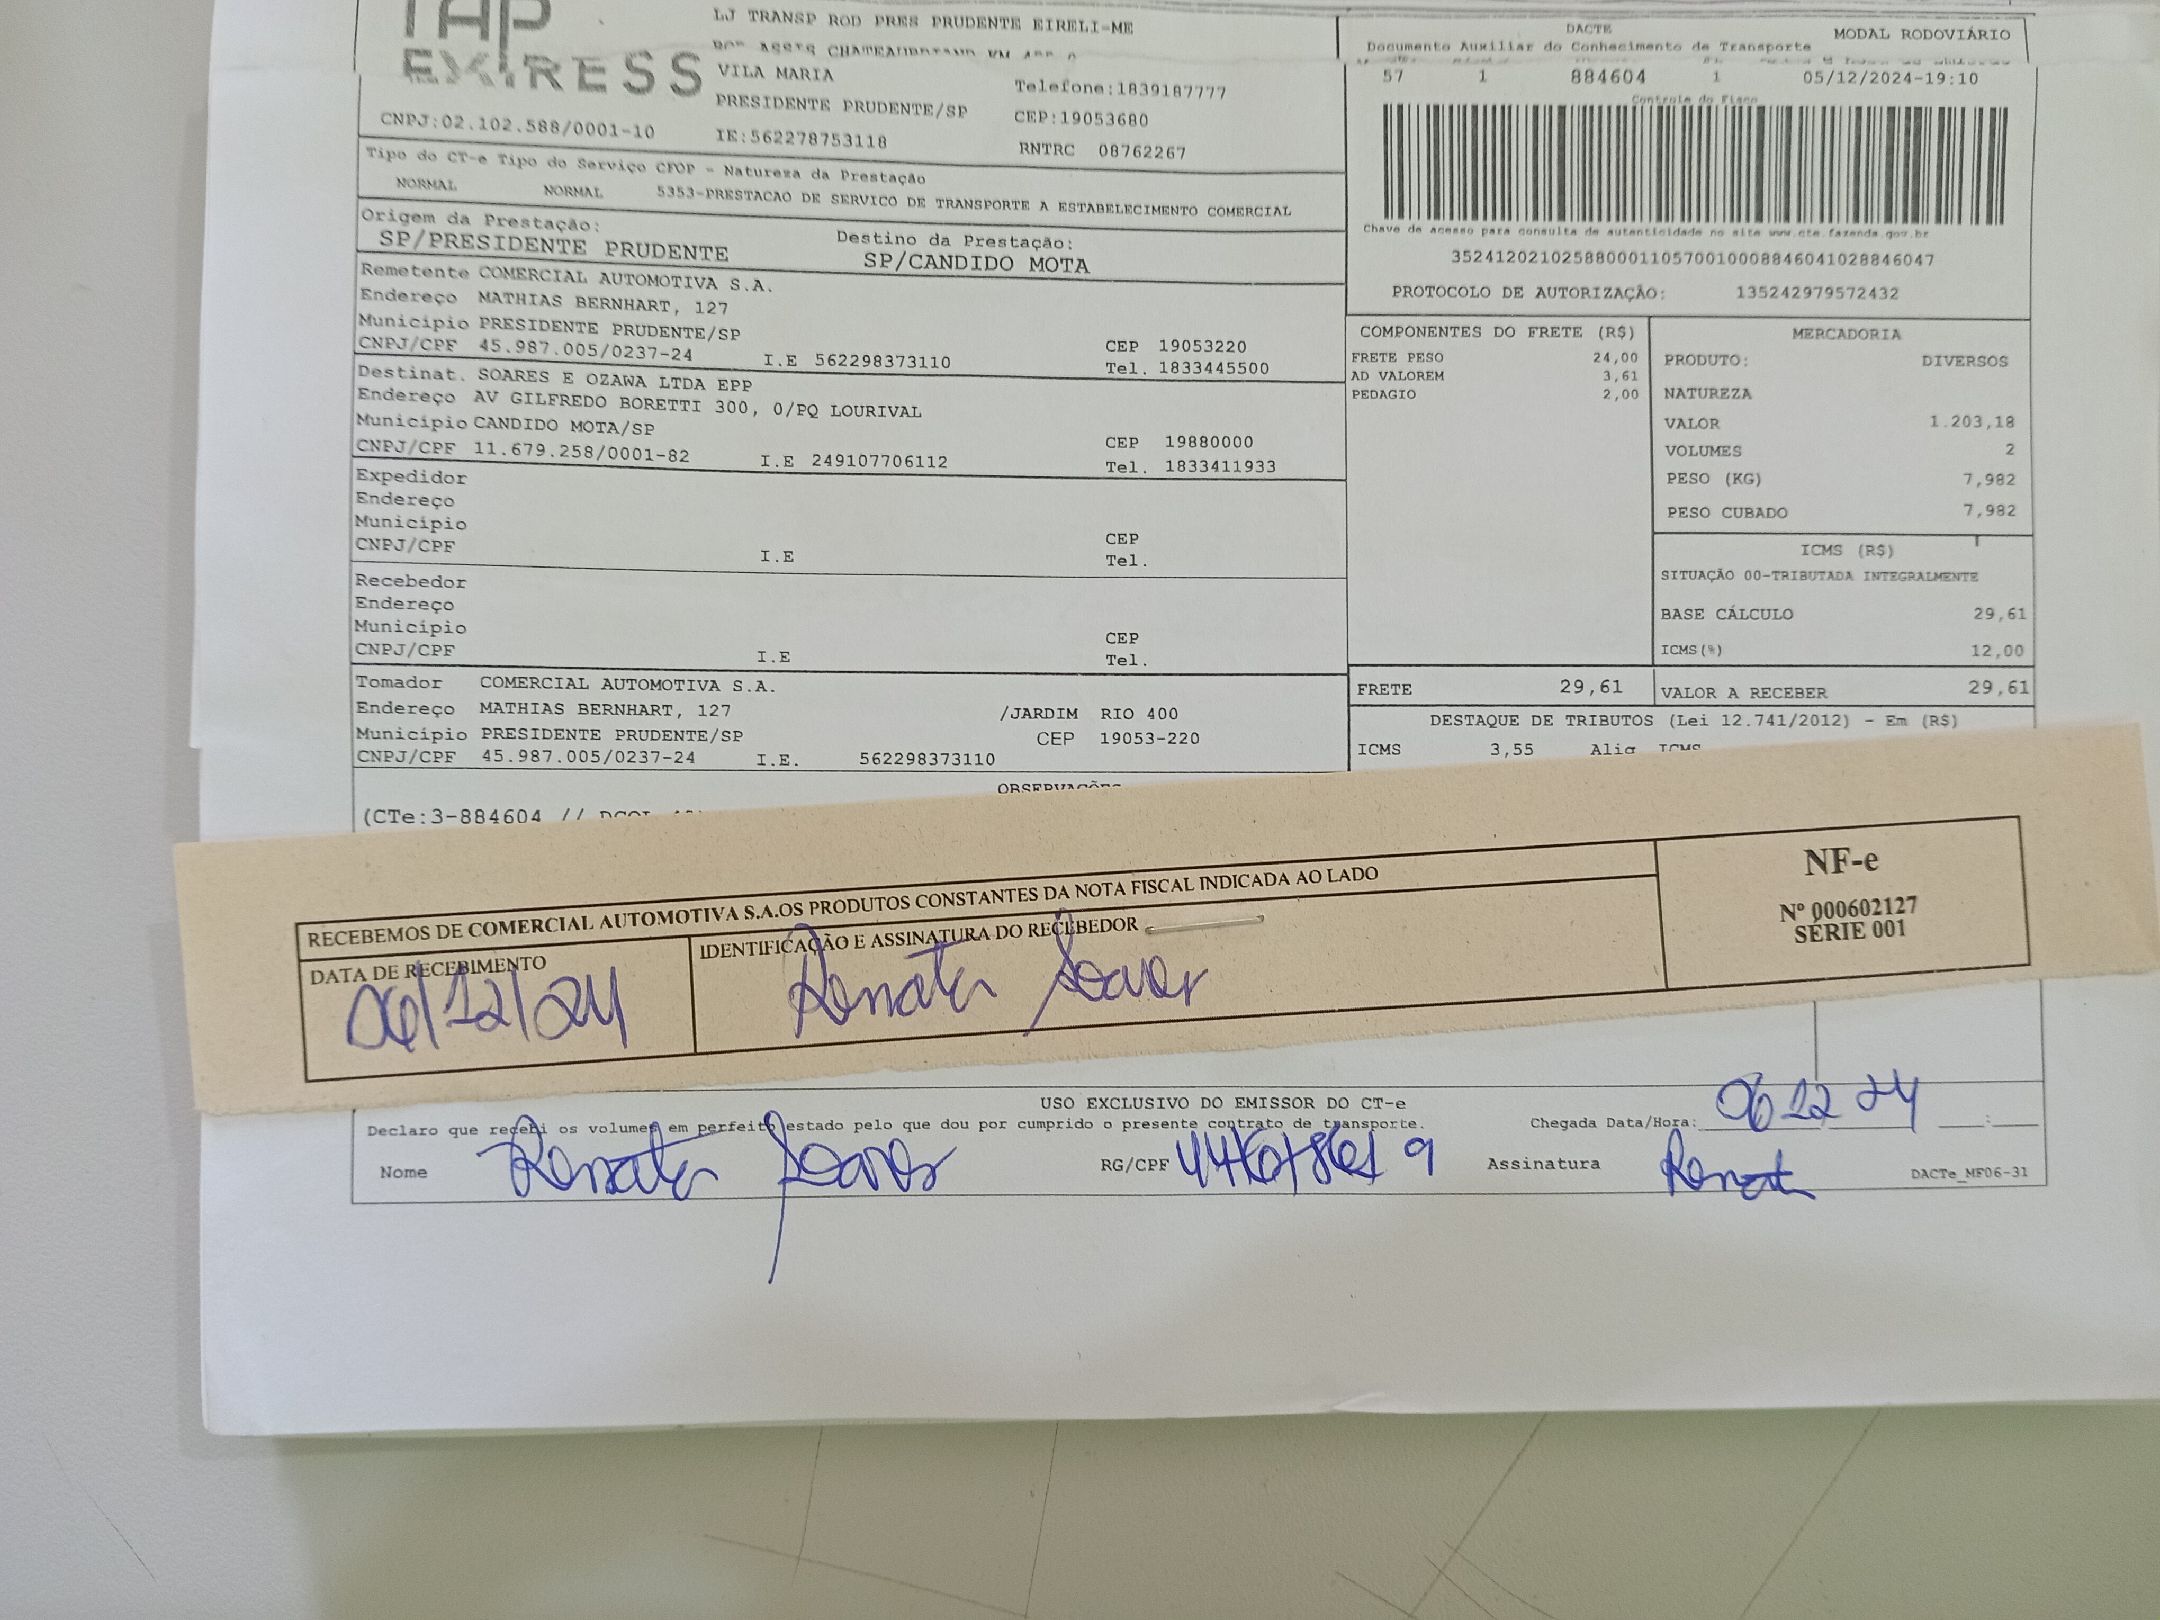 EXPRESS
LJ TRANSP ROD PRES PRUDENTE EIRELI-ME
ROD ASSIS CHATEAUBRIAND KM
VILA MARIA
PRESIDENTE PRUDENTE/SP
Telefone:1839187777
CEP:19053680
CNPJ:02.102.588/0001-10
IE:562278753118
RNTRC 08762267
DACTE
MODAL RODOVIÁRIO
Documento Auxiliar do Conhecimento de Transporte
57 1 884604 1 05/12/2024-19:10
Controle do Fisco
Chave de acesso para consulta de autenticidade no site www.cte.fazenda.gov.br
35241202102588000110570010008846041028846047
PROTOCOLO DE AUTORIZAÇÃO: 135242979572432
Tipo do CT-e Tipo do Serviço CFOP - Natureza da Prestação
NORMAL NORMAL 5353-PRESTACAO DE SERVICO DE TRANSPORTE A ESTABELECIMENTO COMERCIAL
Origem da Prestação:
SP/PRESIDENTE PRUDENTE
Destino da Prestação:
SP/CANDIDO MOTA
Remetente COMERCIAL AUTOMOTIVA S.A.
Endereço MATHIAS BERNHART, 127
Município PRESIDENTE PRUDENTE/SP CEP 19053220
CNPJ/CPF 45.987.005/0237-24 I.E 562298373110 Tel. 1833445500
Destinat. SOARES E OZAWA LTDA EPP
Endereço AV GILFREDO BORETTI 300, 0/PQ LOURIVAL
Município CANDIDO MOTA/SP CEP 19880000
CNPJ/CPF 11.679.258/0001-82 I.E 249107706112 Tel. 1833411933
Expedidor
Endereço
Município CEP
CNPJ/CPF I.E Tel.
Recebedor
Endereço
Município CEP
CNPJ/CPF I.E Tel.
Tomador COMERCIAL AUTOMOTIVA S.A.
Endereço MATHIAS BERNHART, 127 /JARDIM RIO 400
Município PRESIDENTE PRUDENTE/SP CEP 19053-220
CNPJ/CPF 45.987.005/0237-24 I.E. 562298373110
COMPONENTES DO FRETE (R$)
FRETE PESO 24,00
AD VALOREM 3,61
PEDAGIO 2,00
MERCADORIA
PRODUTO: DIVERSOS
NATUREZA
VALOR 1.203,18
VOLUMES 2
PESO (KG) 7,982
PESO CUBADO 7,982
ICMS (R$)
SITUAÇÃO 00-TRIBUTADA INTEGRALMENTE
BASE CÁLCULO 29,61
ICMS(%) 12,00
FRETE 29,61
VALOR A RECEBER 29,61
DESTAQUE DE TRIBUTOS (Lei 12.741/2012) - Em (R$)
ICMS 3,55 Aliq ICMS
OBSERVAÇÕES
(CTe:3-884604 //
RECEBEMOS DE COMERCIAL AUTOMOTIVA S.A.OS PRODUTOS CONSTANTES DA NOTA FISCAL INDICADA AO LADO
DATA DE RECEBIMENTO
06/12/24
IDENTIFICAÇÃO E ASSINATURA DO RECEBEDOR
Renata Soares
NF-e
Nº 000602127
SÉRIE 001
USO EXCLUSIVO DO EMISSOR DO CT-e
Declaro que recebi os volumes em perfeito estado pelo que dou por cumprido o presente contrato de transporte.
Chegada Data/Hora: 06 12 24 :
Nome Renata Soares
RG/CPF
Assinatura Renata
DACTe_MF06-31